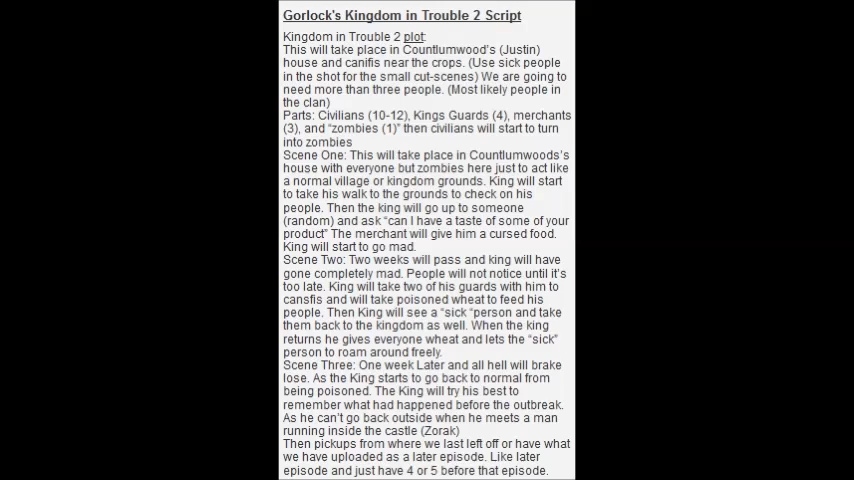 Gorlock's Kingdom in Trouble 2 Script
Kingdom in Trouble 2 plot:
This will take place in Countlumwood's (Justin)
house and canifis near the crops. (Use sick people
in the shot for the small cut-scenes) We are going to
need more than three people. (Most likely people in
the clan)
Parts: Civilians (10-12), Kings Guards (4), merchants
(3), and "zombies (1)" then civilians will start to turn
into zombies
Scene One: This will take place in Countlumwoods's
house with everyone but zombies here just to act like
a normal village or kingdom grounds. King will start
to take his walk to the grounds to check on his
people. Then the king will go up to someone
(random) and ask "can I have a taste of some of your
product" The merchant will give him a cursed food.
King will start to go mad.
Scene Two: Two weeks will pass and king will have
gone completely mad. People will not notice until it's
too late. King will take two of his guards with him to
cansfis and will take poisoned wheat to feed his
people. Then King will see a "sick "person and take
them back to the kingdom as well. When the king
returns he gives everyone wheat and lets the "sick"
person to roam around freely.
Scene Three: One week Later and all hell will brake
lose. As the King starts to go back to normal from
being poisoned. The King will try his best to
remember what had happened before the outbreak.
As he can't go back outside when he meets a man
running inside the castle (Zorak)
Then pickups from where we last left off or have what
we have uploaded as a later episode. Like later
episode and just have 4 or 5 before that episode.